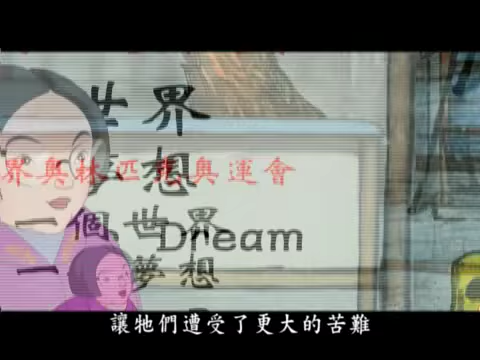 世界
想
界奧林匹克奧運會
一個世界
Dream
一 夢想
讓牠們遭受了更大的苦難